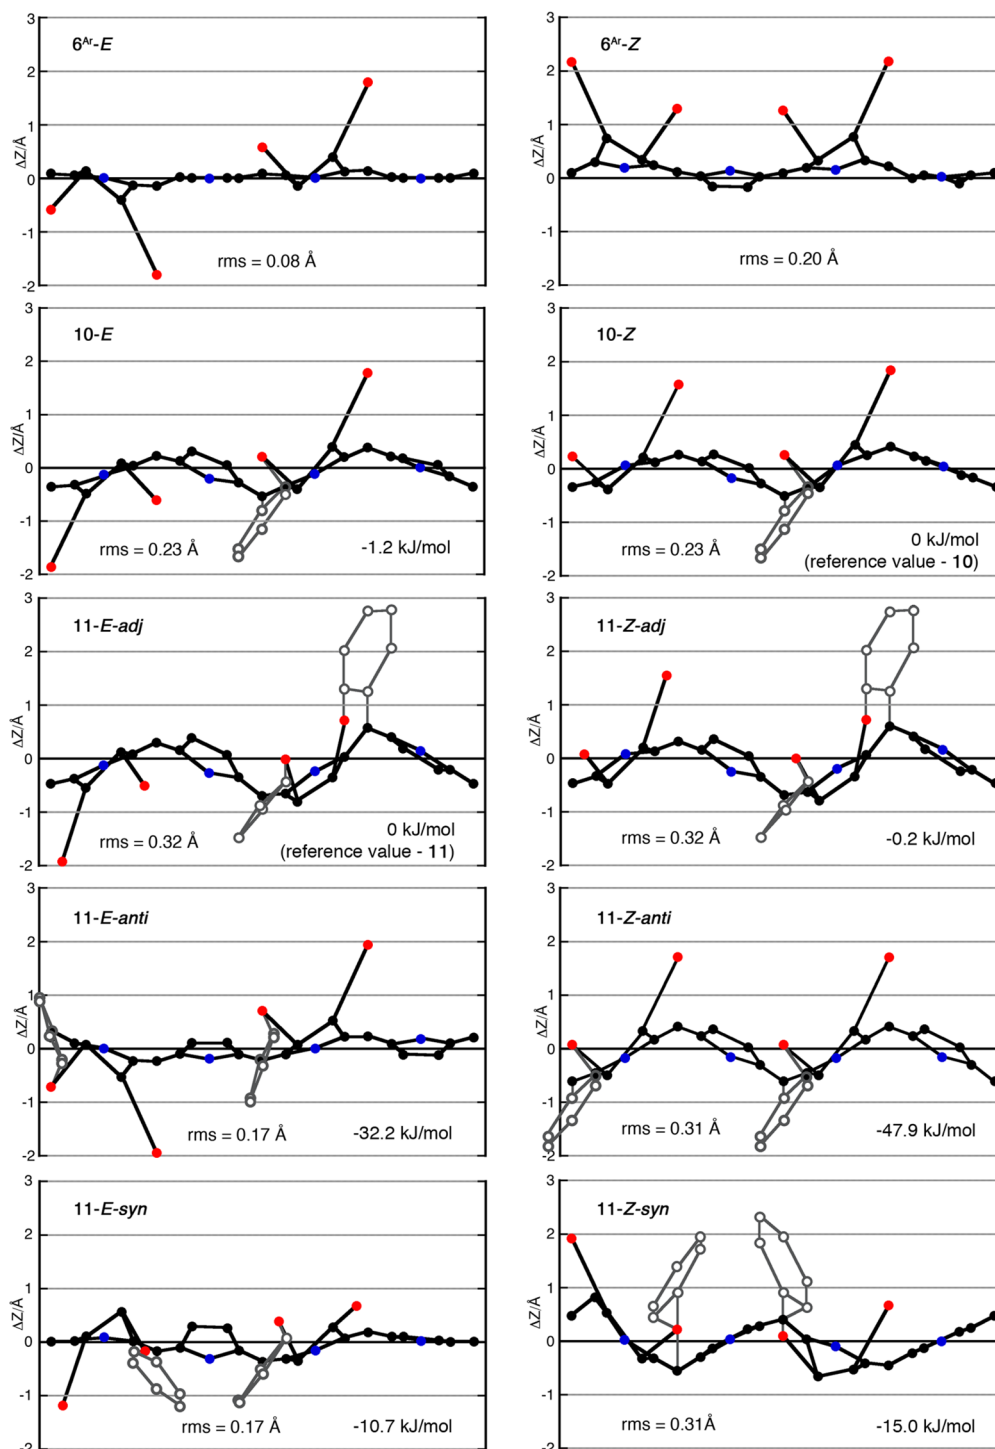 6Ar-E
6Ar-Z
3
2
1
0
-1
-2
ΔZ/Å
rms = 0.08 Å
3
2
1
0
-1
-2
ΔZ/Å
rms = 0.20 Å
10-E
10-Z
3
2
1
0
-1
-2
ΔZ/Å
rms = 0.23 Å
-1.2 kJ/mol
3
2
1
0
-1
-2
ΔZ/Å
rms = 0.23 Å
0 kJ/mol
(reference value - 10)
11-E-adj
11-Z-adj
3
2
1
0
-1
-2
ΔZ/Å
rms = 0.32 Å
0 kJ/mol
(reference value - 11)
3
2
1
0
-1
-2
ΔZ/Å
rms = 0.32 Å
-0.2 kJ/mol
11-E-anti
11-Z-anti
3
2
1
0
-1
-2
ΔZ/Å
rms = 0.17 Å
-32.2 kJ/mol
3
2
1
0
-1
-2
ΔZ/Å
rms = 0.31 Å
-47.9 kJ/mol
11-E-syn
11-Z-syn
3
2
1
0
-1
-2
ΔZ/Å
rms = 0.17 Å
-10.7 kJ/mol
3
2
1
0
-1
-2
ΔZ/Å
rms = 0.31Å
-15.0 kJ/mol